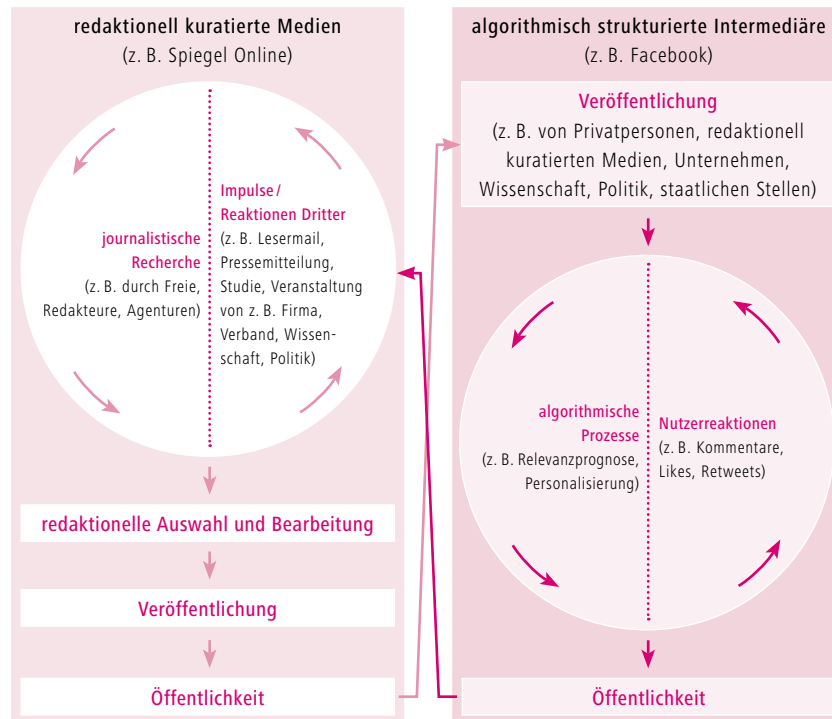 redaktionell kuratierte Medien
(z. B. Spiegel Online)
journalistische
Recherche
(z. B. durch Freie,
Redakteure, Agenturen)
Impulse/
Reaktionen Dritter
(z. B. Lesermail,
Pressemitteilung,
Studie, Veranstaltung
von z. B. Firma,
Verband, Wissen-
schaft, Politik)
redaktionelle Auswahl und Bearbeitung
Veröffentlichung
Öffentlichkeit
algorithmisch strukturierte Intermediäre
(z. B. Facebook)
Veröffentlichung
(z. B. von Privatpersonen, redaktionell
kuratierten Medien, Unternehmen,
Wissenschaft, Politik, staatlichen Stellen)
algorithmische
Prozesse
(z. B. Relevanzprognose,
Personalisierung)
Nutzerreaktionen
(z. B. Kommentare,
Likes, Retweets)
Öffentlichkeit